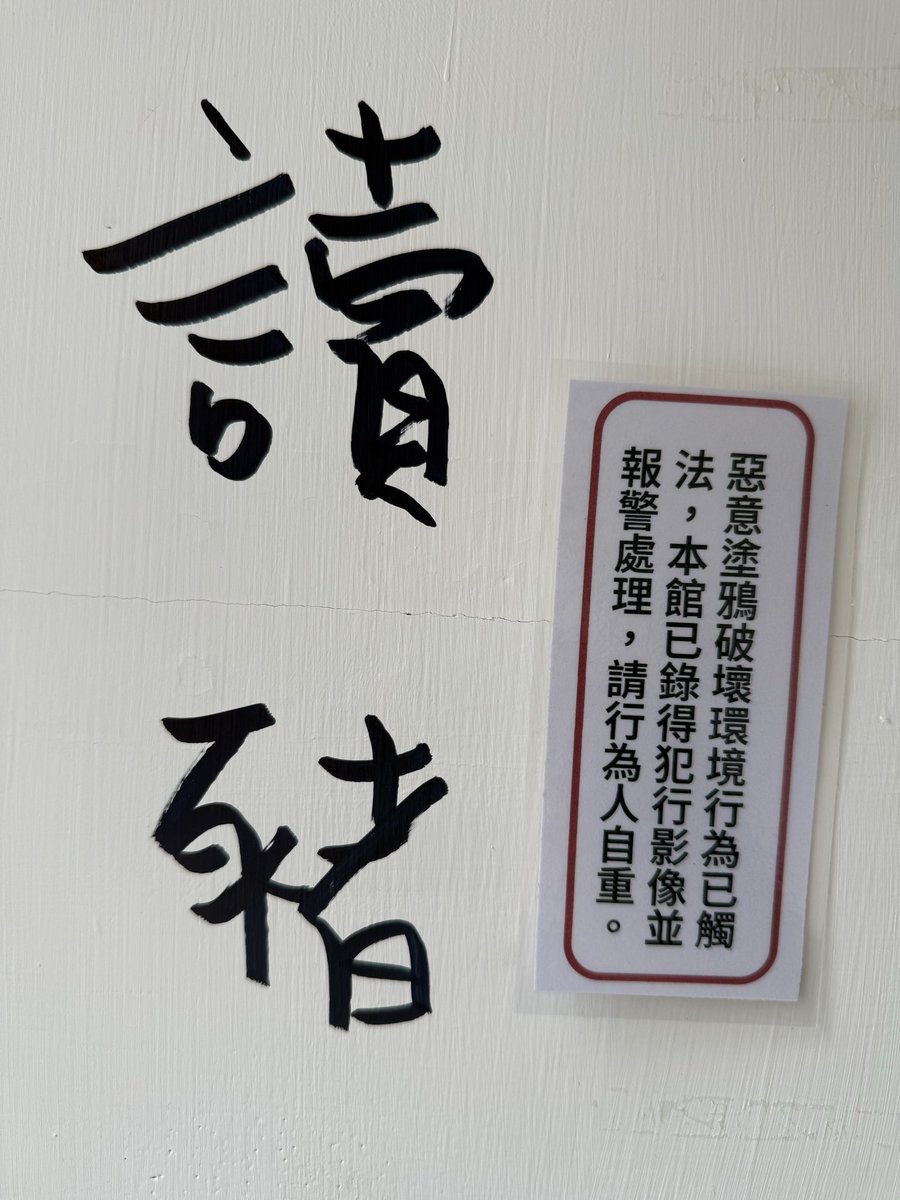 讀
豬
惡意塗鴉破壞環境行為已觸
法，本館已錄得犯行影像並
報警處理，請行為人自重。